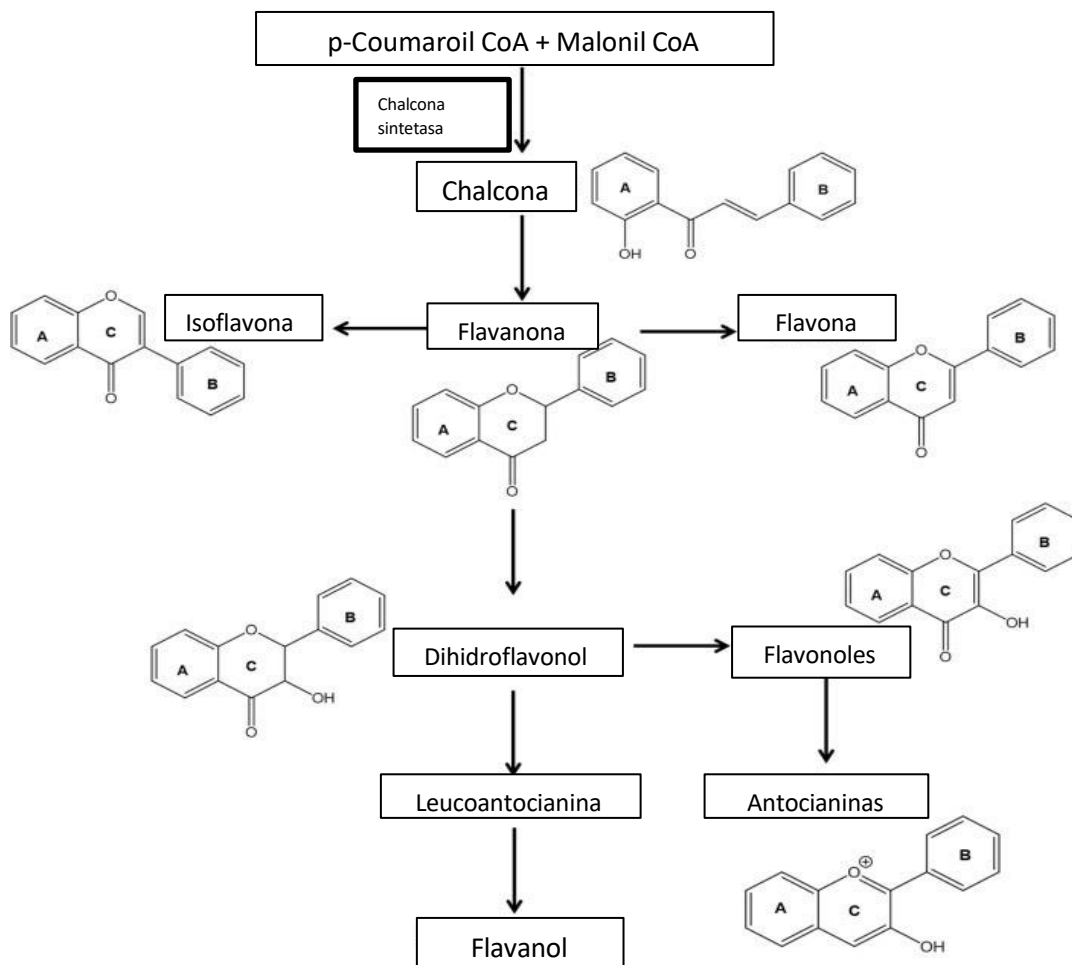 p-Coumaroil CoA + Malonil CoA
Chalcona
sintetasa
Chalcona
A
B
OH
O
Isoflavona
Flavanona
Flavona
O
A
C
B
O
O
B
A
C
O
O
B
A
C
O
Dihidroflavonol
Flavonoles
O
B
A
C
OH
O
O
B
A
C
OH
O
Leucoantocianina
Antocianinas
Flavanol
O
+
B
A
C
OH